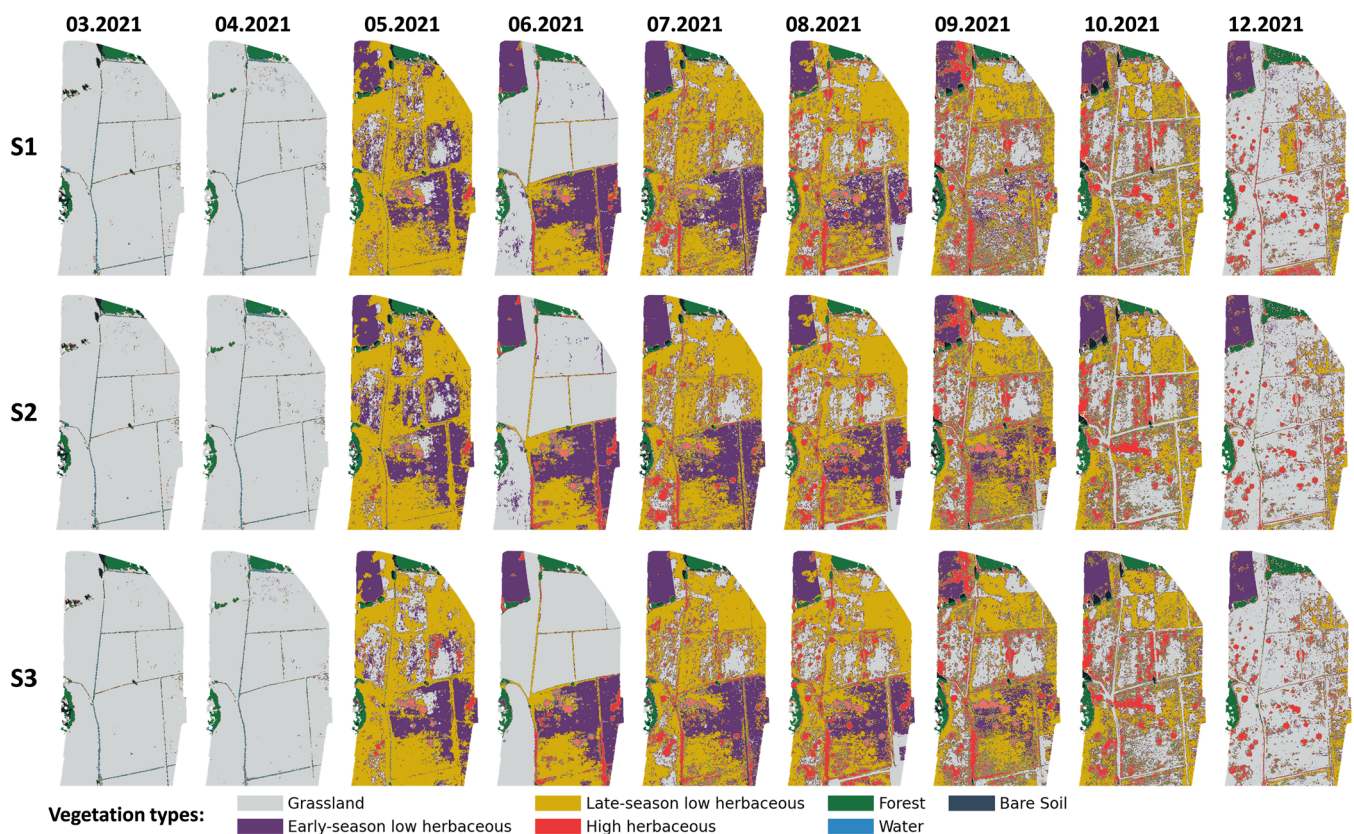 03.2021 04.2021 05.2021 06.2021 07.2021 08.2021 09.2021 10.2021 12.2021
S1
S2
S3
Vegetation types:
Grassland Late-season low herbaceous Forest Bare Soil
Early-season low herbaceous High herbaceous Water